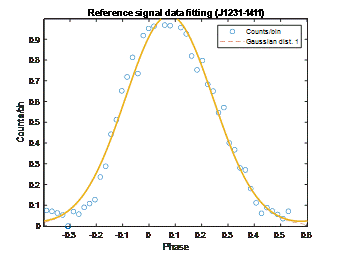 Reference signal data fitting (J1231-1411)
Counts/bin
Gaussian dist. 1
Counts/bin
0.9
0.8
0.7
0.6
0.5
0.4
0.3
0.2
0.1
0
-0.3 -0.2 -0.1 0 0.1 0.2 0.3 0.4 0.5 0.6
Phase